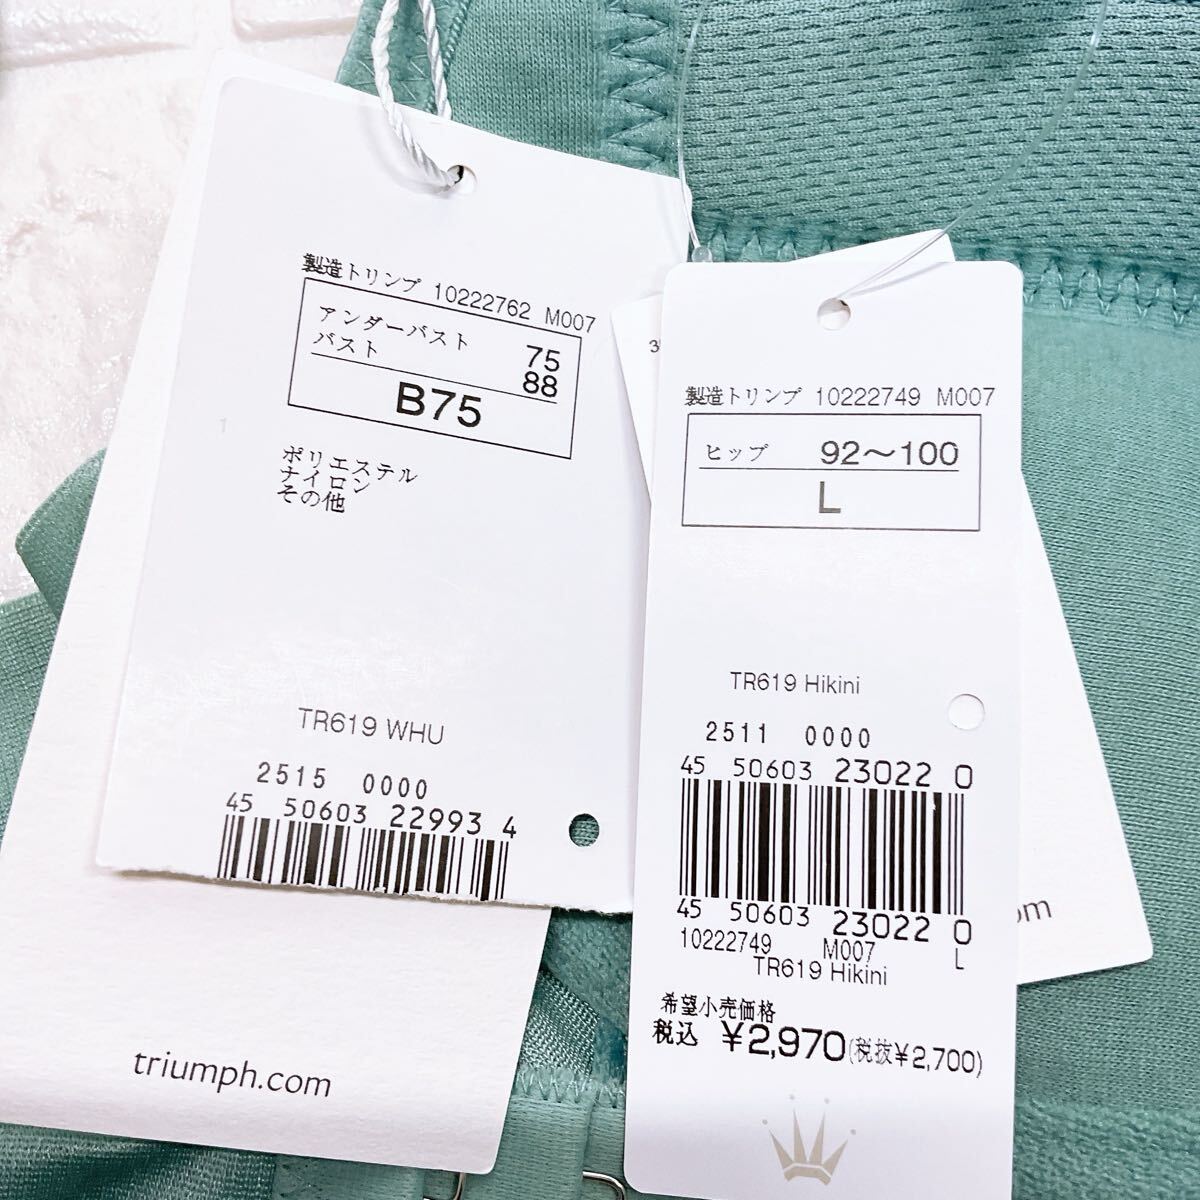 製造トリンプ 10222762 M007
アンダーバスト 75
バスト 88
B75
ポリエステル
ナイロン
その他
TR619 WHU
2515 0000
45 50603 22993 4
triumph.com
製造トリンプ 10222749 M007
ヒップ 92～100
L
TR619 Hikini
2511 0000
45 50603 23022 0
45 50603 23022 0
10222749 M007 L
TR619 Hikini
希望小売価格
税込 ¥2,970(税抜¥2,700)